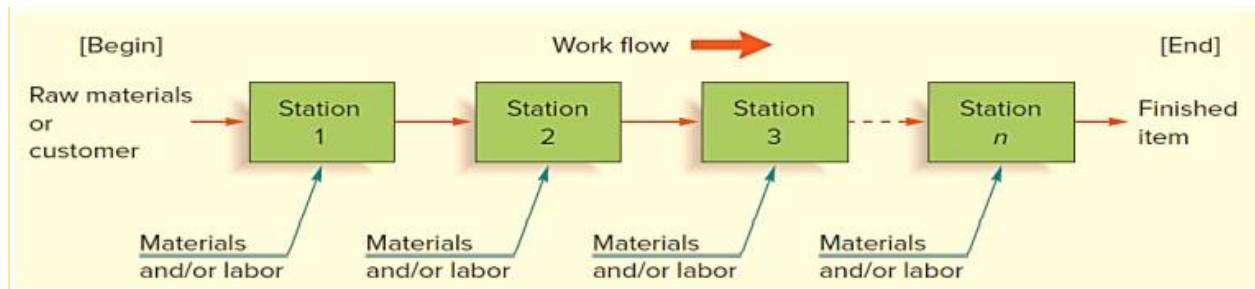 [Begin]
Work flow
[End]
Raw materials
or
customer
Station
1
Station
2
Station
3
Station
n
Finished
item
Materials
and/or labor
Materials
and/or labor
Materials
and/or labor
Materials
and/or labor